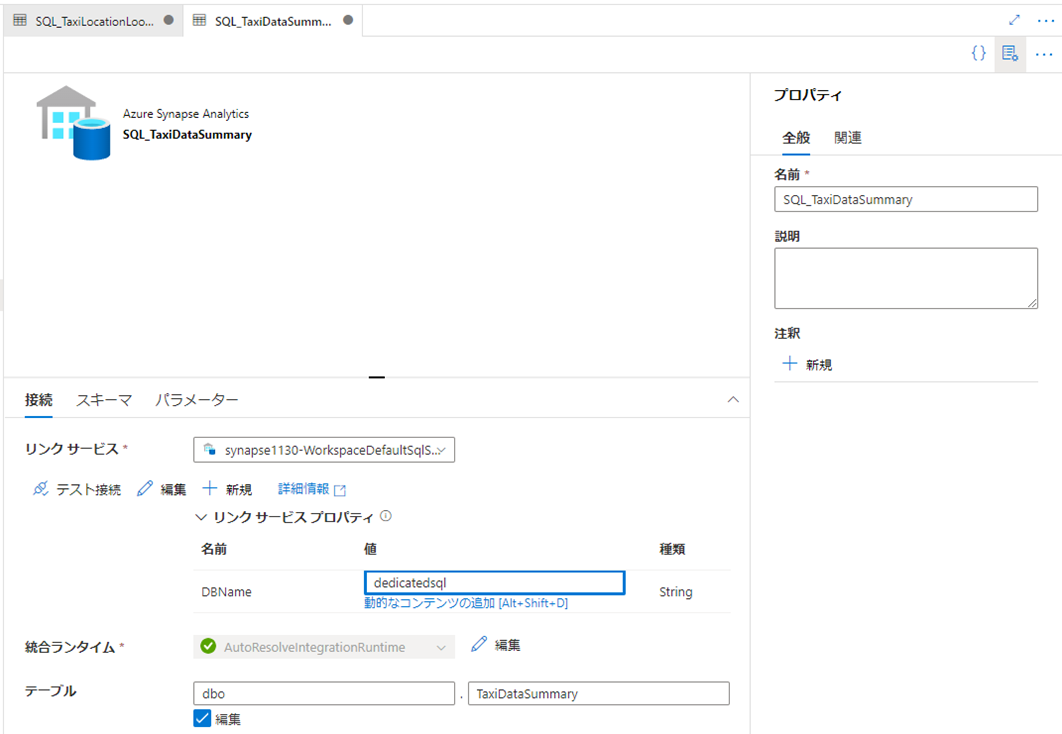 SQL_TaxiLocationLoo...
SQL_TaxiDataSumm...
{}
Azure Synapse Analytics
SQL_TaxiDataSummary
プロパティ
全般
関連
名前 *
SQL_TaxiDataSummary
説明
注釈
新規
接続
スキーマ
パラメーター
リンク サービス *
synapse1130-WorkspaceDefaultSqlS...
テスト接続
編集
新規
詳細情報
リンク サービス プロパティ
名前
値
種類
DBName
dedicatedsql
String
動的なコンテンツの追加 [Alt+Shift+D]
統合ランタイム *
AutoResolveIntegrationRuntime
編集
テーブル
dbo
.
TaxiDataSummary
編集